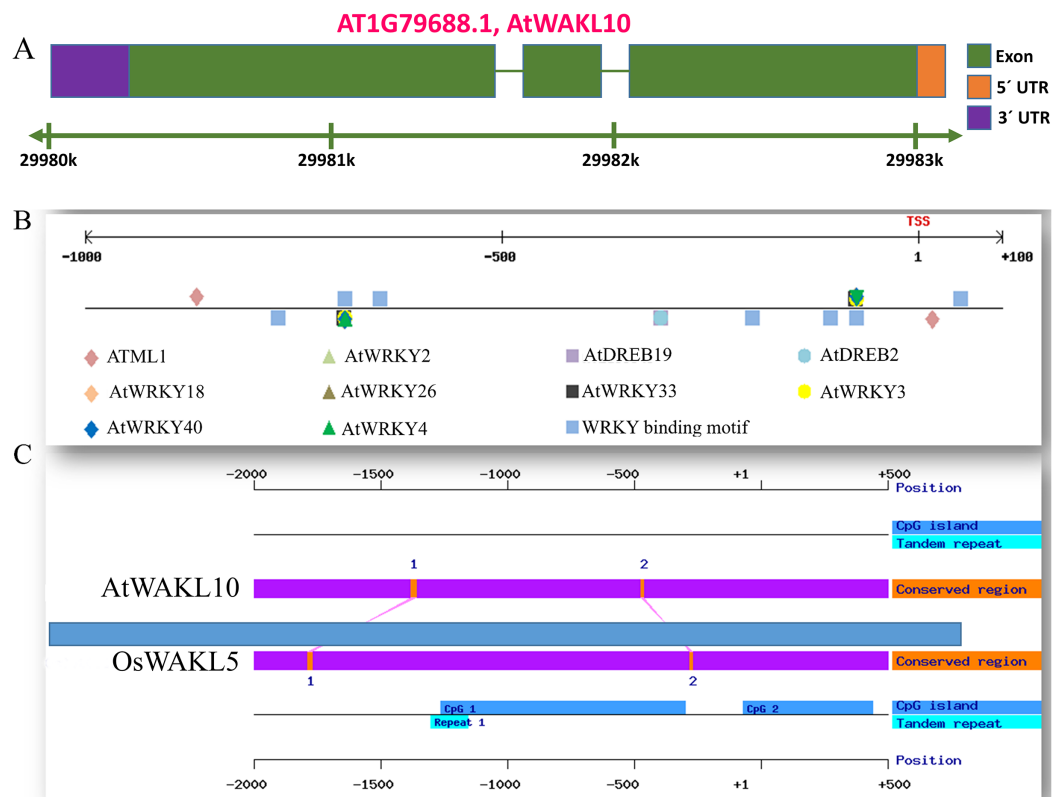 AT1G79688.1, AtWAKL10
A
Exon
5´ UTR
3´ UTR
29980k 29981k 29982k 29983k
B
TSS
-1000 -500 1 +100
ATML1 AtWRKY2 AtDREB19 AtDREB2
AtWRKY18 AtWRKY26 AtWRKY33 AtWRKY3
AtWRKY40 AtWRKY4 WRKY binding motif
C
-2000 -1500 -1000 -500 +1 +500
Position
CpG island
Tandem repeat
1 2
AtWAKL10 Conserved region
OsWAKL5 Conserved region
1 2
CpG 1 CpG 2 CpG island
Repeat 1 Tandem repeat
Position
-2000 -1500 -1000 -500 +1 +500